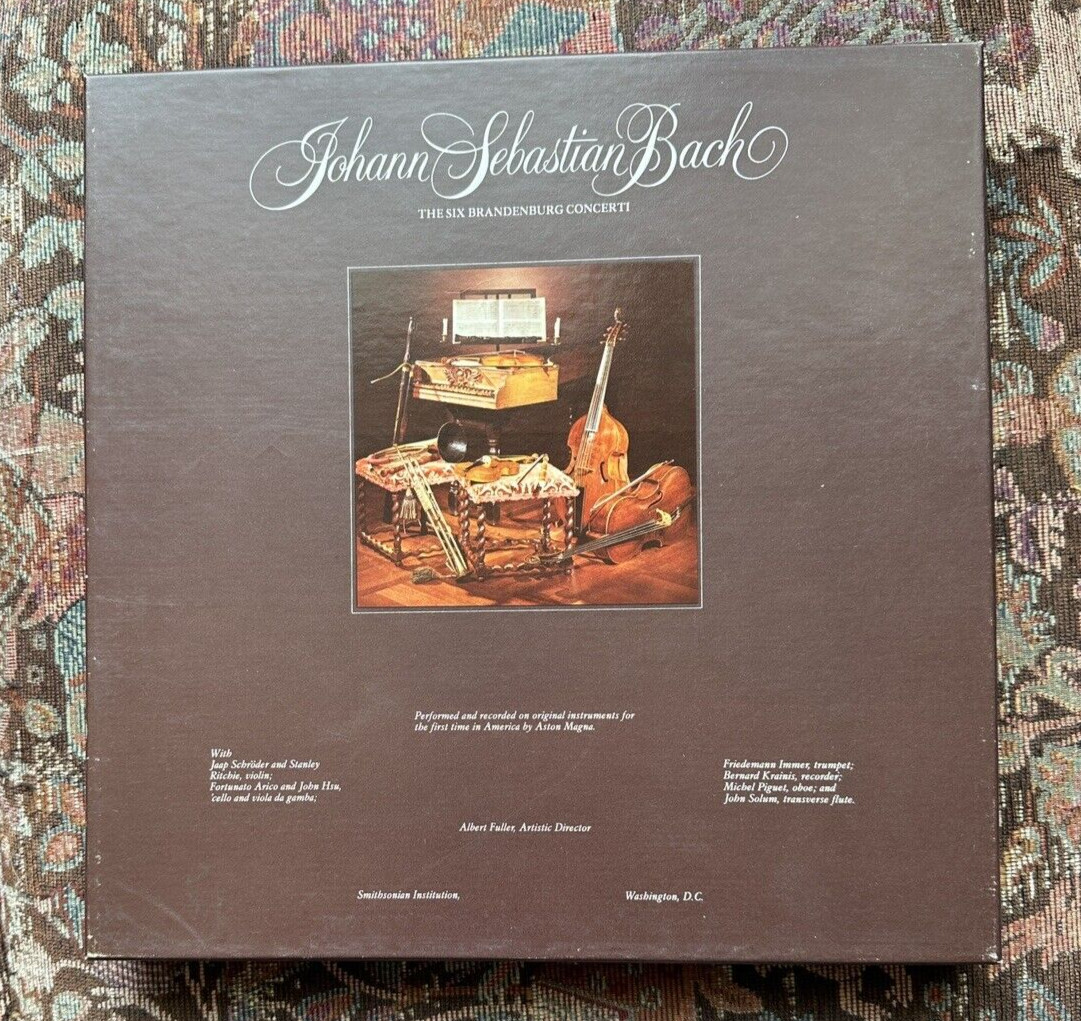 Johann Sebastian Bach
THE SIX BRANDENBURG CONCERTI
Performed and recorded on original instruments for
the first time in America by Aston Magna.
With
Jaap Schröder and Stanley
Ritchie, violin;
Fortunato Arico and John Hsu,
'cello and viola da gamba;
Friedemann Immer, trumpet;
Bernard Krainis, recorder;
Michel Piguet, oboe; and
John Solum, transverse flute.
Albert Fuller, Artistic Director
Smithsonian Institution, Washington, D.C.